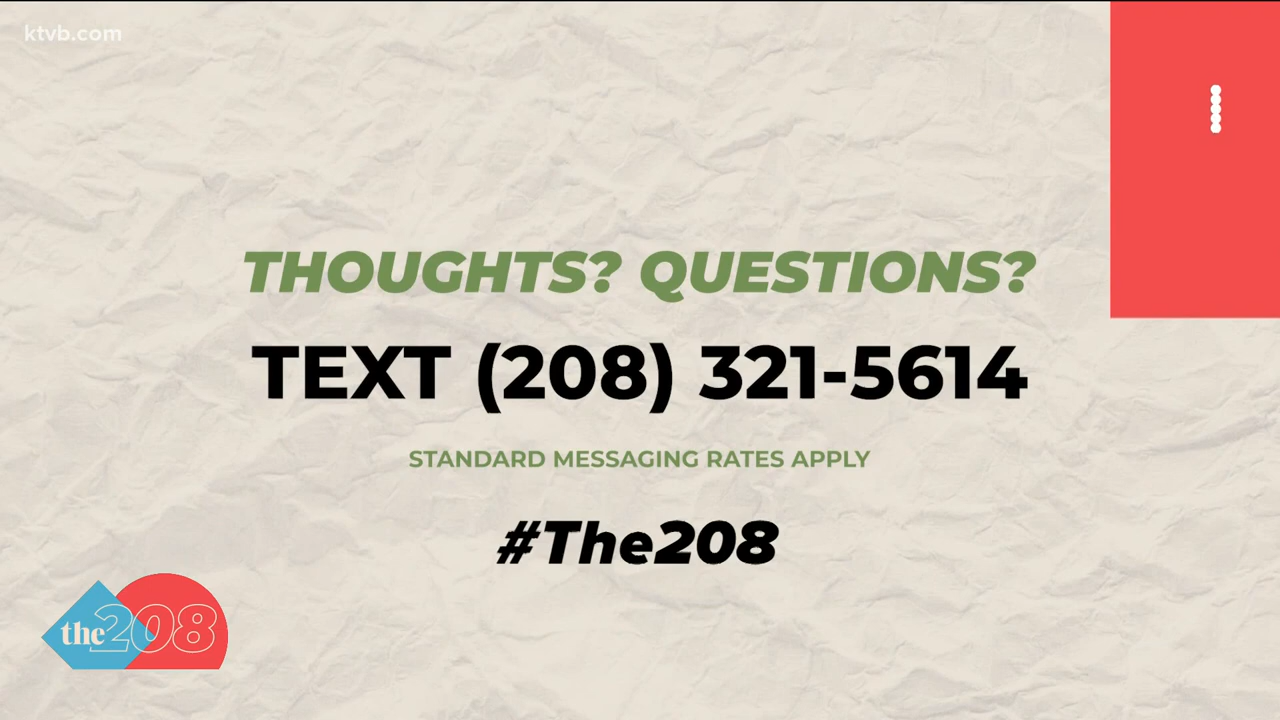 ktvb.com
THOUGHTS? QUESTIONS?
TEXT (208) 321-5614
STANDARD MESSAGING RATES APPLY
#The208
the208